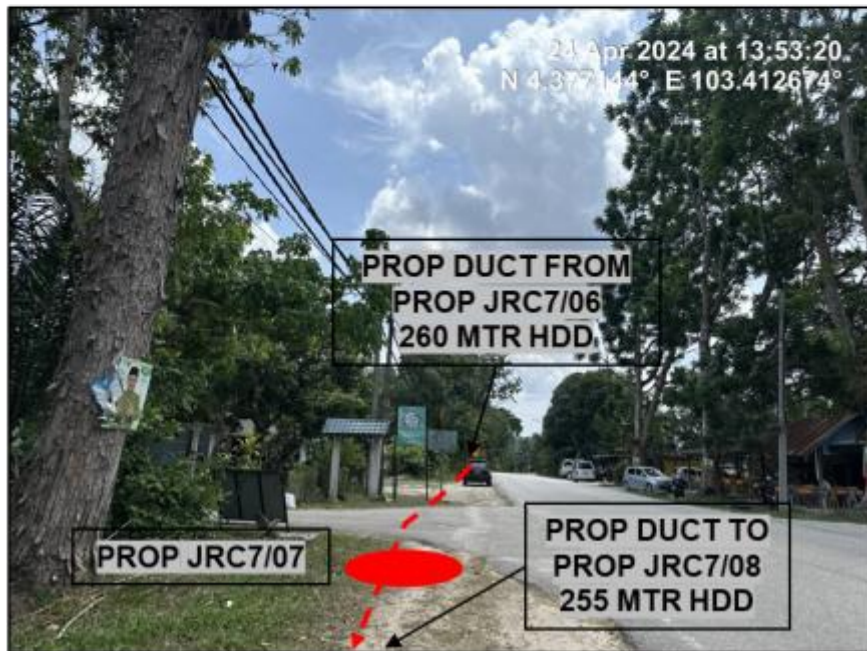 24 Apr 2024 at 13:53:20
N 4.377144°, E 103.412674°
PROP DUCT FROM
PROP JRC7/06
260 MTR HDD
PROP JRC7/07
PROP DUCT TO
PROP JRC7/08
255 MTR HDD